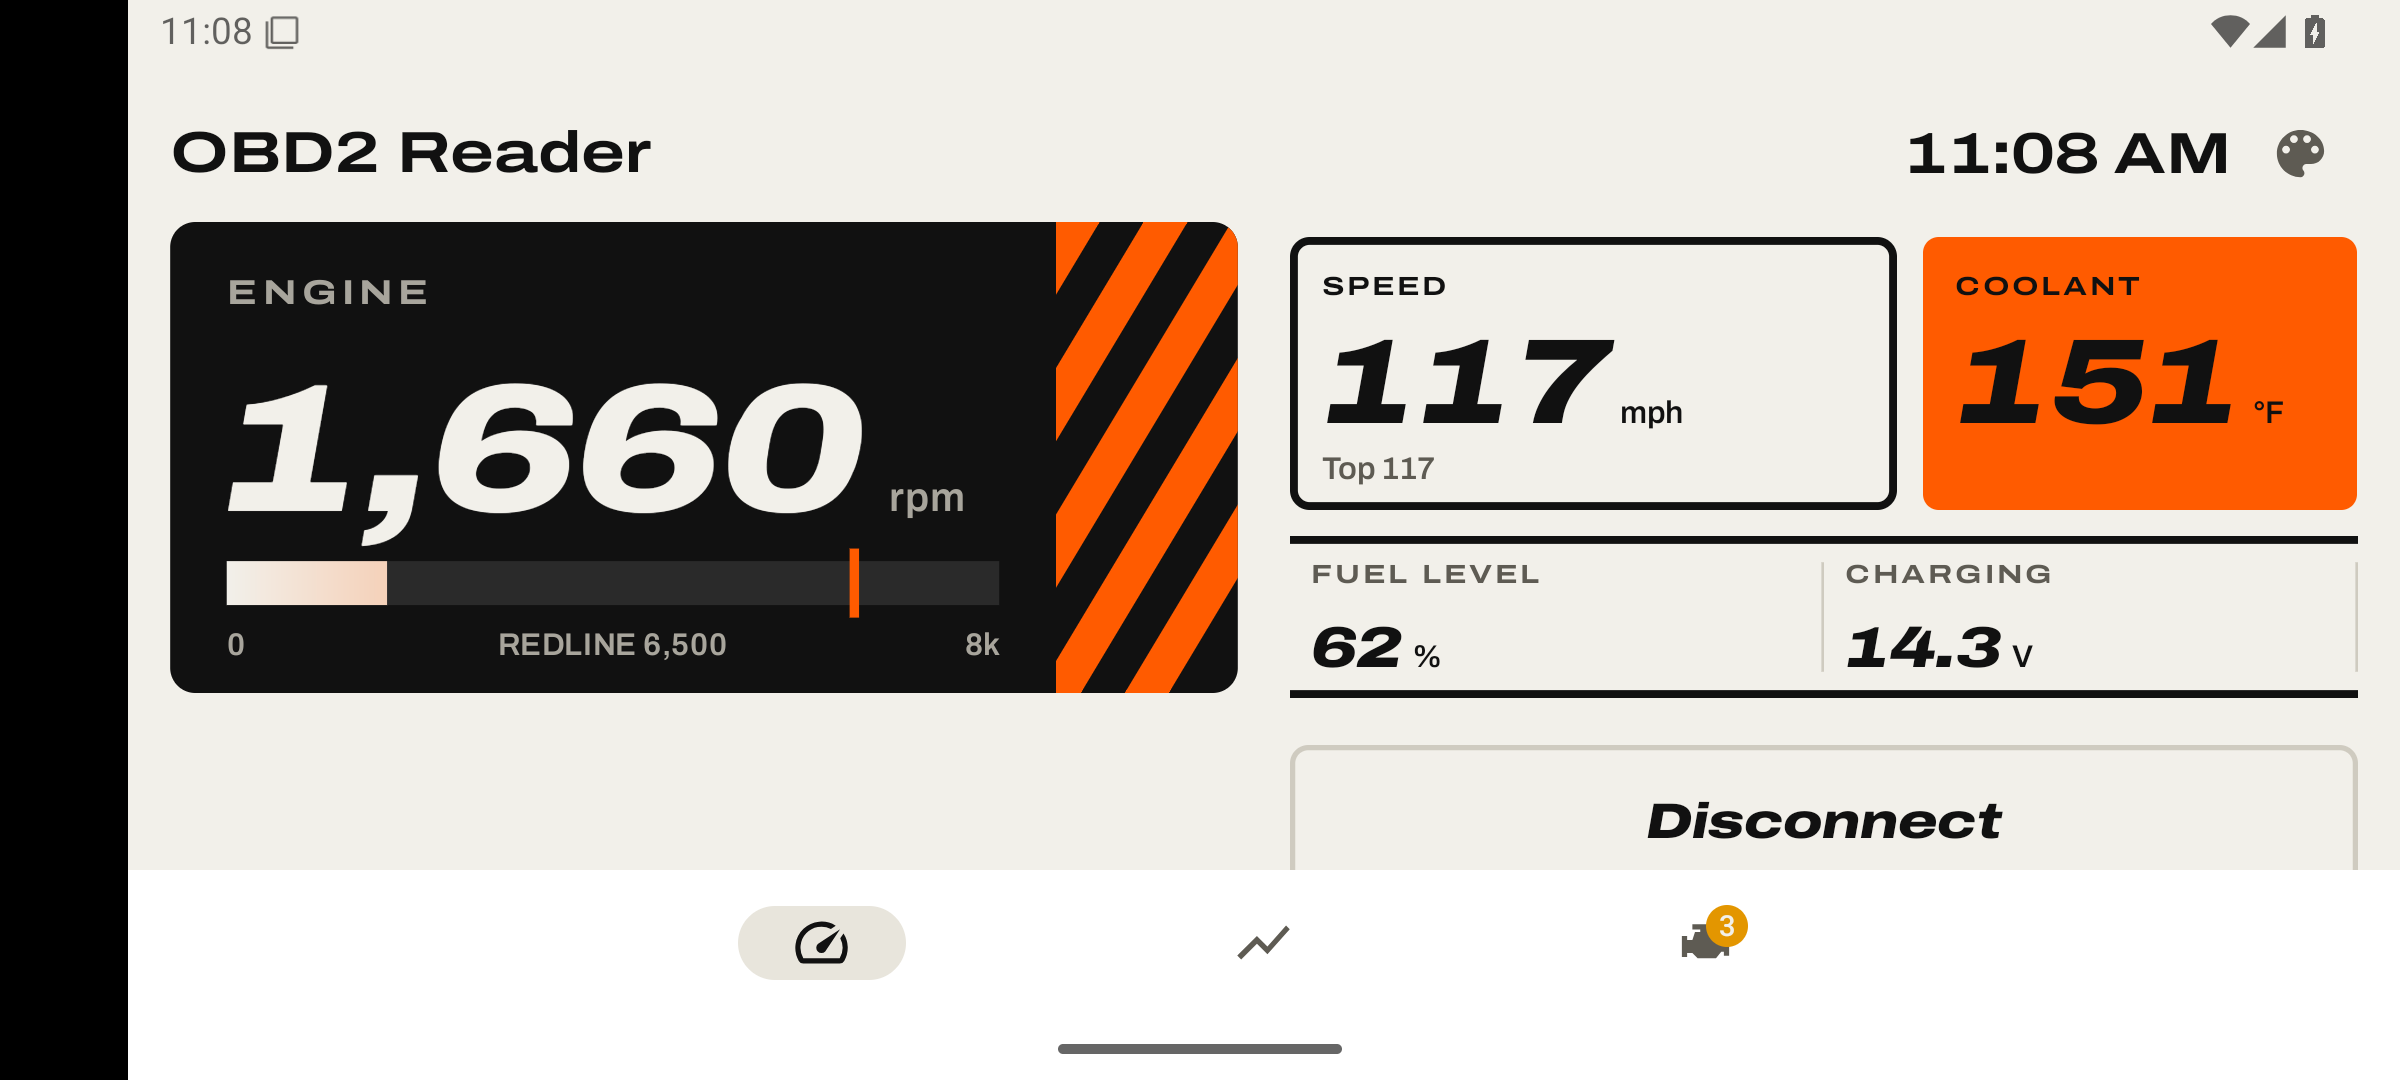 11:08
OBD2 Reader
11:08 AM
ENGINE
1,660 rpm
0 REDLINE 6,500 8k
SPEED
117 mph
Top 117
COOLANT
151 °F
FUEL LEVEL
62 %
CHARGING
14.3 V
Disconnect
3